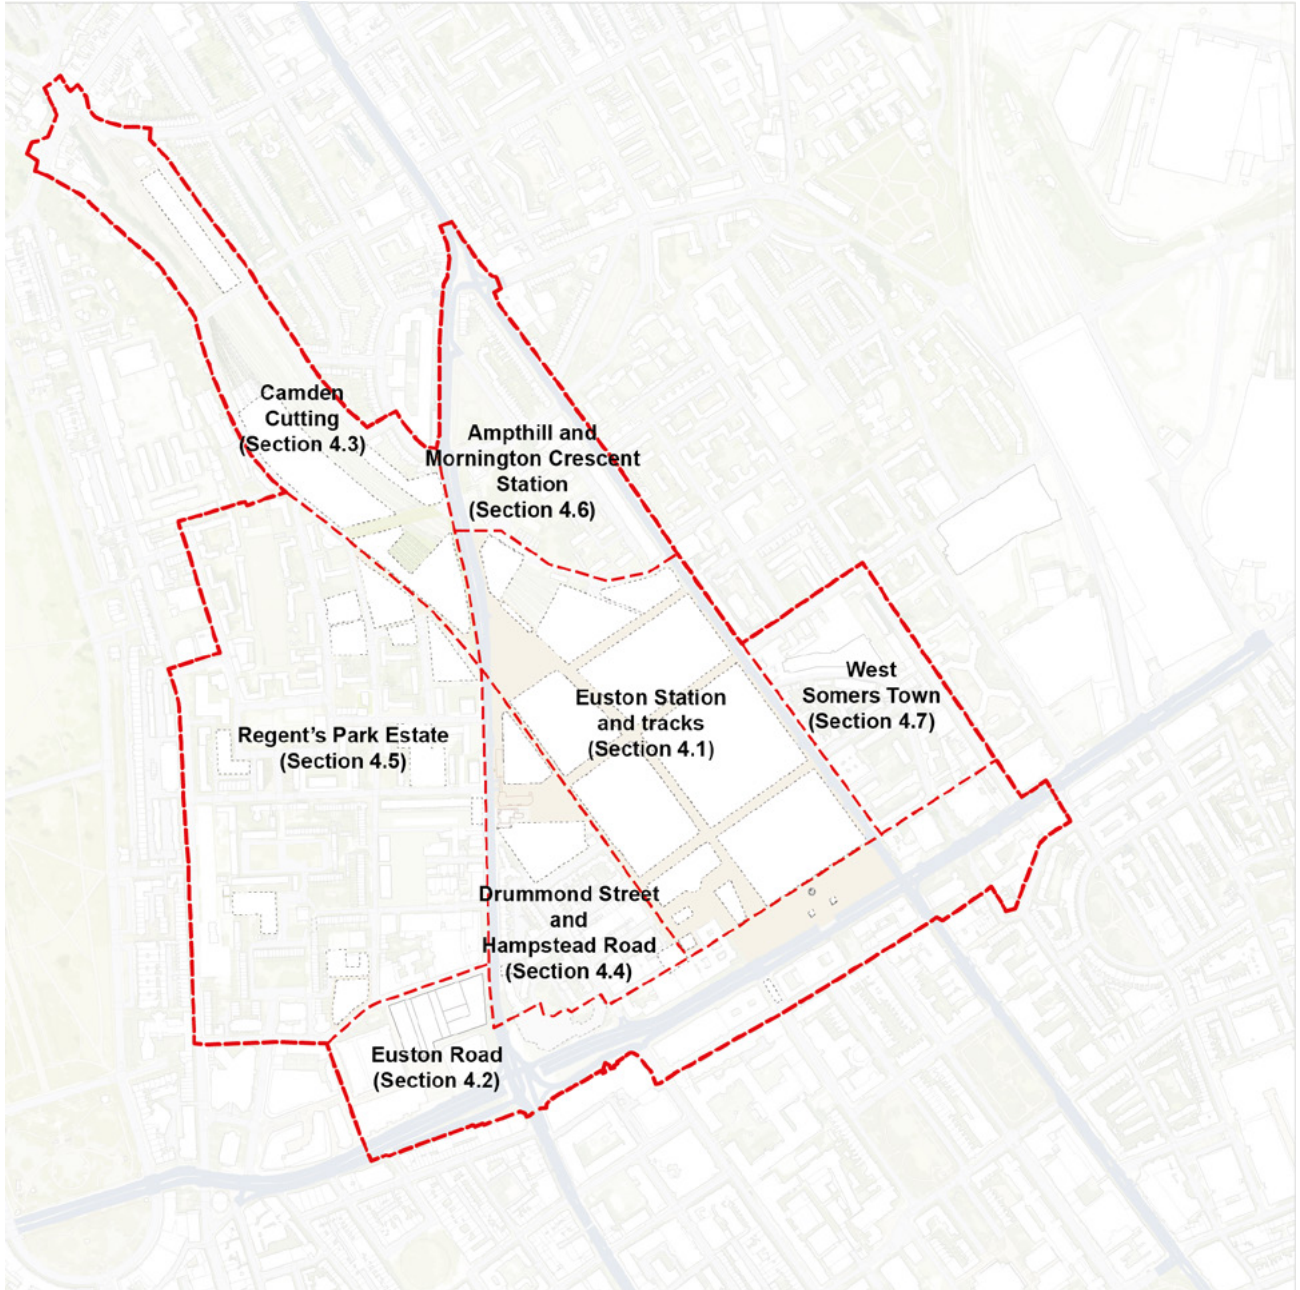 Camden
Cutting
(Section 4.3)
Ampthill and
Mornington Crescent
Station
(Section 4.6)
West
Somers Town
(Section 4.7)
Euston Station
and tracks
(Section 4.1)
Regent’s Park Estate
(Section 4.5)
Drummond Street
and
Hampstead Road
(Section 4.4)
Euston Road
(Section 4.2)